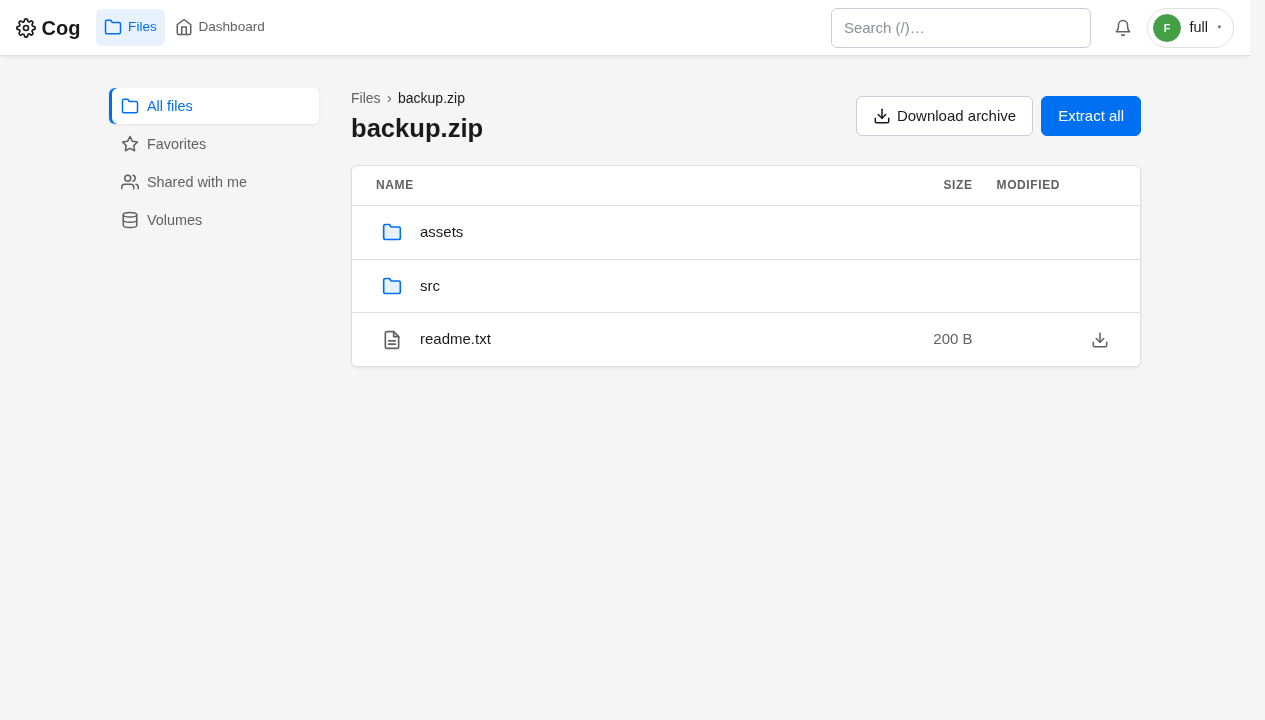 Cog
Files
Dashboard
Search (/)…
F
full
All files
Favorites
Shared with me
Volumes
Files › backup.zip
backup.zip
Download archive
Extract all
NAME SIZE MODIFIED
assets
src
readme.txt 200 B